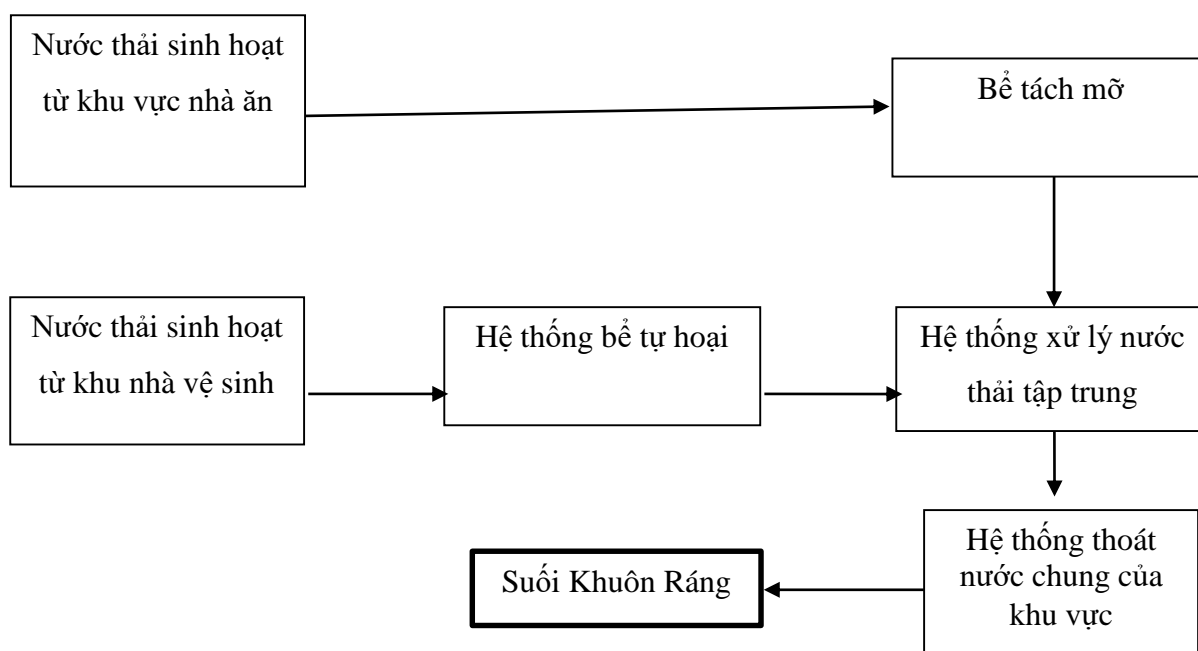 Nước thải sinh hoạt
từ khu vực nhà ăn
Bể tách mỡ
Nước thải sinh hoạt
từ khu nhà vệ sinh
Hệ thống bể tự hoại
Hệ thống xử lý nước
thải tập trung
Hệ thống thoát
nước chung của
khu vực
Suối Khuôn Ráng